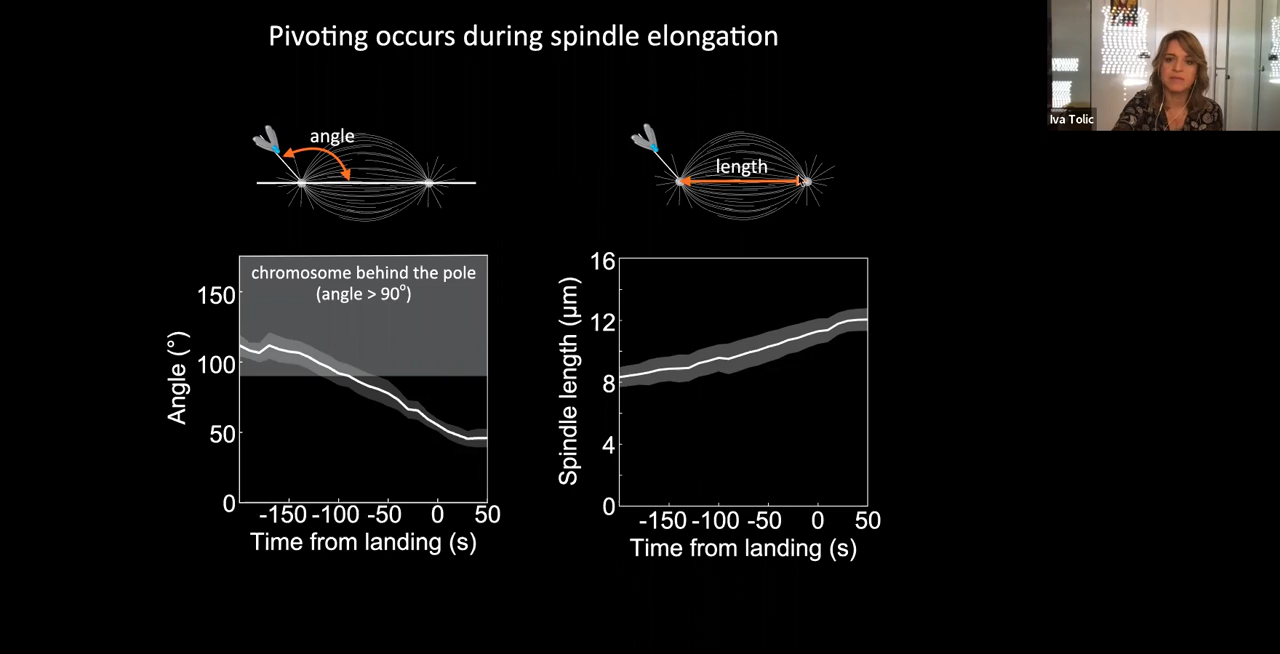 Pivoting occurs during spindle elongation
Iva Tolic
angle
length
chromosome behind the pole
(angle > 90°)
150
100
50
0
Angle (°)
-150 -100 -50 0 50
Time from landing (s)
16
12
8
4
0
Spindle length (μm)
-150 -100 -50 0 50
Time from landing (s)